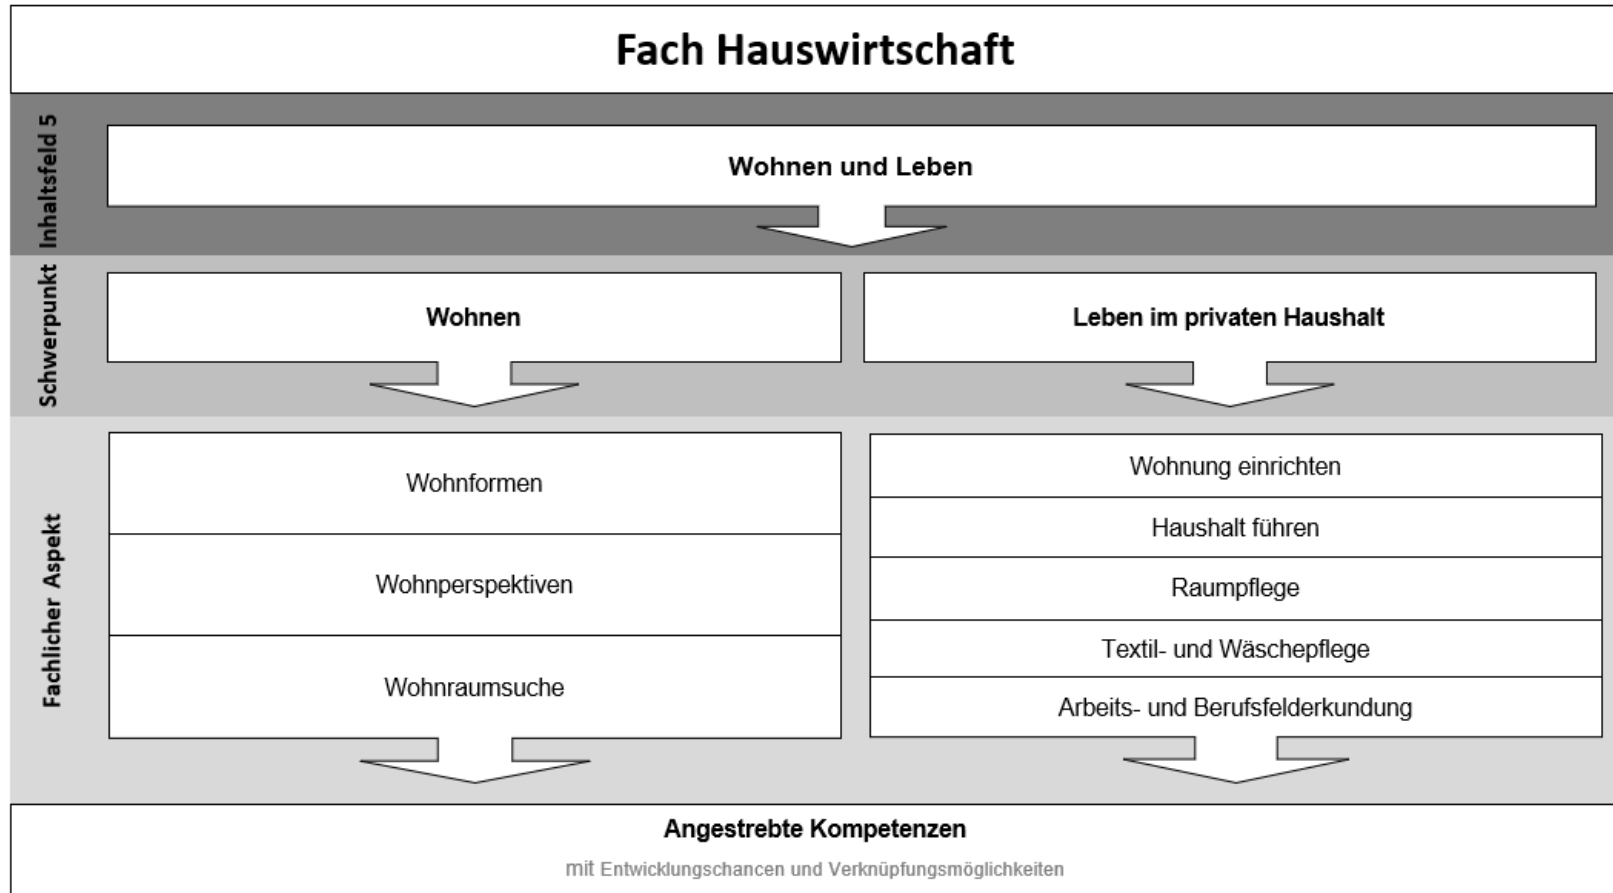 Fach Hauswirtschaft
Inhaltsfeld 5
Wohnen und Leben
Schwerpunkt
Wohnen
Leben im privaten Haushalt
Fachlicher Aspekt
Wohnformen
Wohnperspektiven
Wohnraumsuche
Wohnung einrichten
Haushalt führen
Raumpflege
Textil- und Wäschepflege
Arbeits- und Berufsfelderkundung
Angestrebte Kompetenzen
mit Entwicklungschancen und Verknüpfungsmöglichkeiten